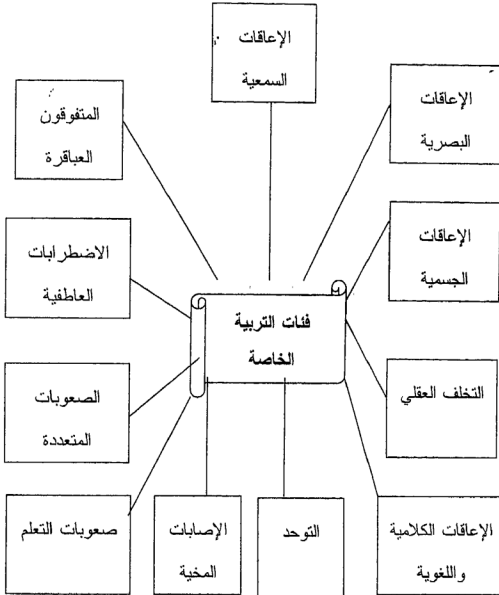 الإعاقات
السمعية
الإعاقات
البصرية
المتفوقون
العباقرة
الإعاقات
الجسمية
الاضطرابات
العاطفية
فئات التربية
الخاصة
التخلف العقلي
الصعوبات
المتعددة
الإعاقات الكلامية
واللغوية
التوحد
الإصابات
المخية
صعوبات التعلم